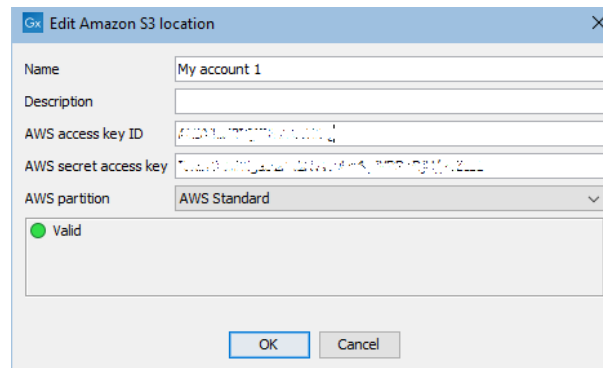 Gx Edit Amazon S3 location
Name My account 1
Description
AWS access key ID
AWS secret access key
AWS partition AWS Standard
Valid
OK Cancel